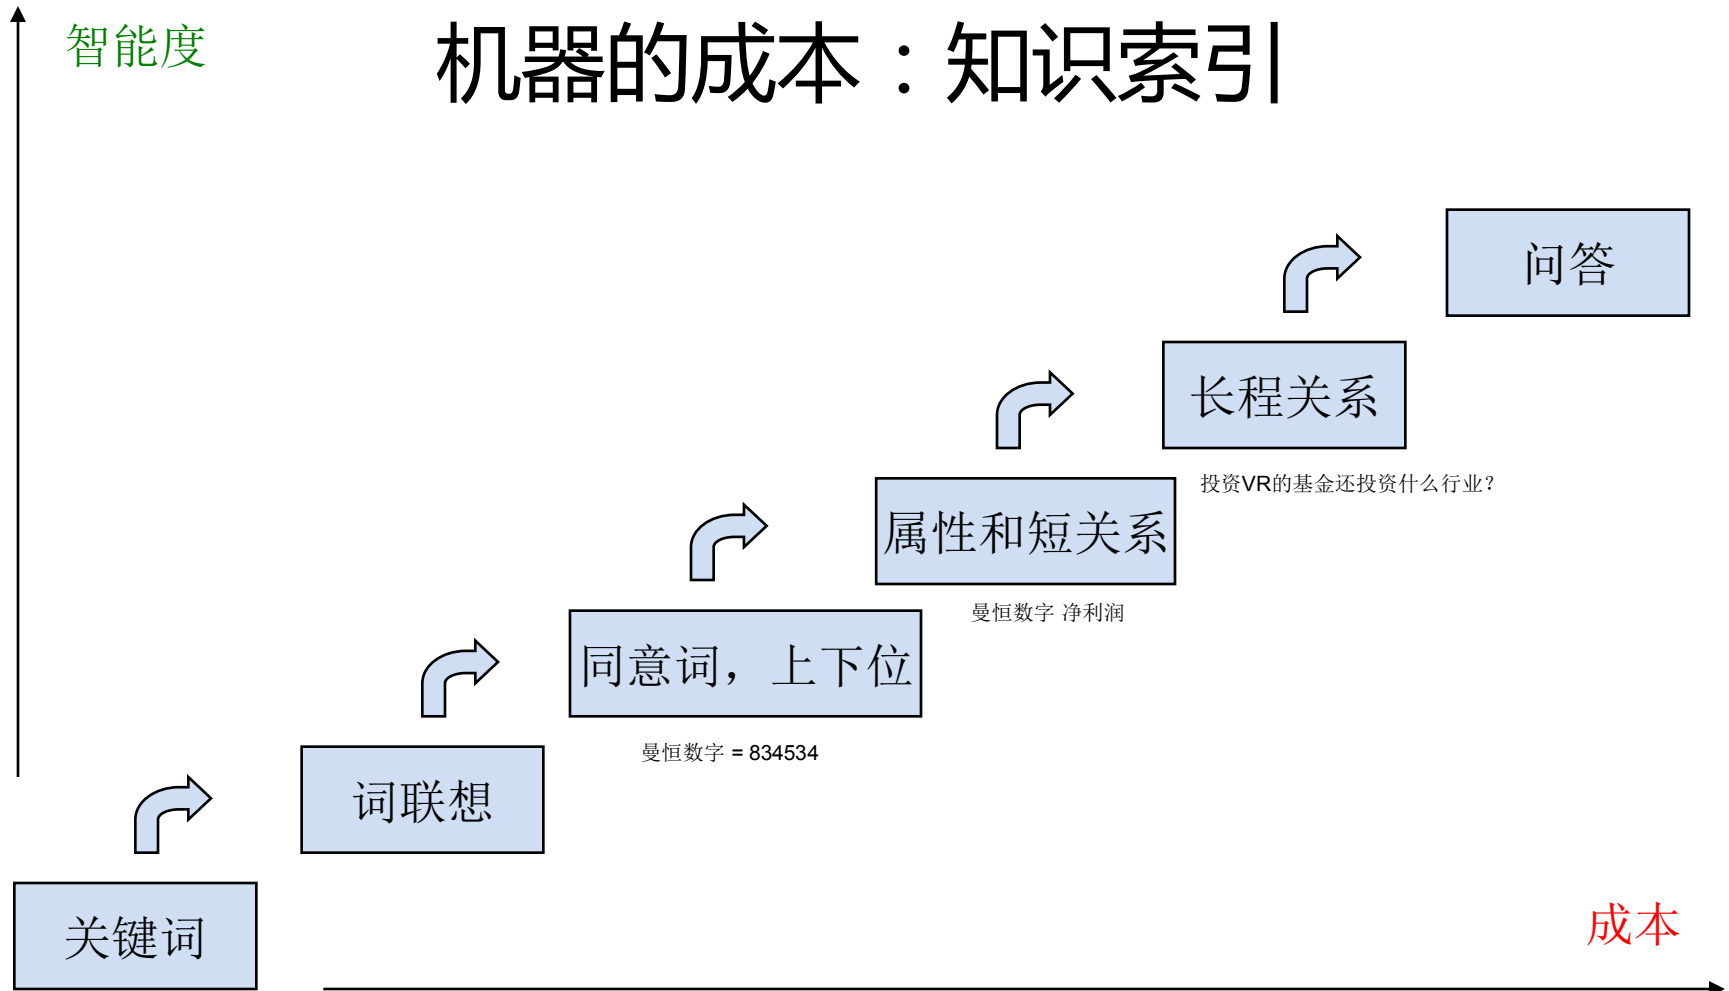 智能度
机器的成本：知识索引
问答
长程关系
投资VR的基金还投资什么行业？
属性和短关系
曼恒数字 净利润
同意词，上下位
曼恒数字 = 834534
词联想
关键词
成本